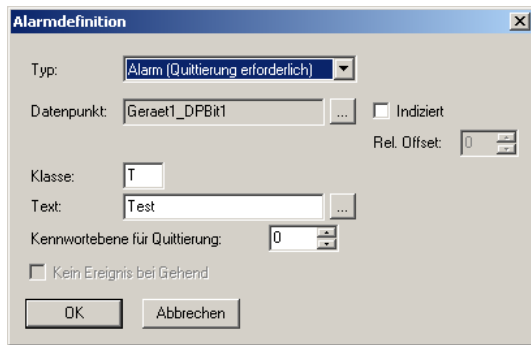 Alarmdefinition
Typ: Alarm (Quittierung erforderlich)
Datenpunkt: Geraet1_DPBit1 ... Indiziert
Rel. Offset: 0
Klasse: T
Text: Test ...
Kennwortebene für Quittierung: 0
Kein Ereignis bei Gehend
OK Abbrechen